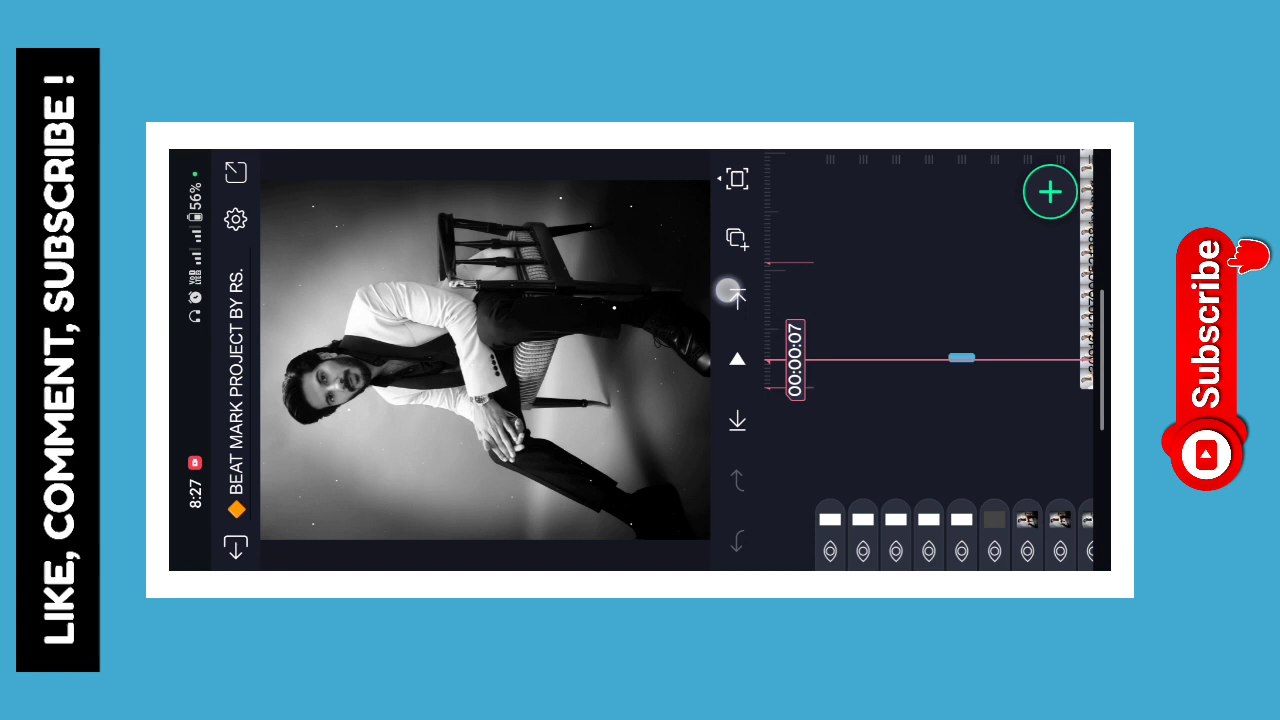 LIKE, COMMENT, SUBSCRIBE !
8:27
56%
BEAT MARK PROJECT BY RS.
00:00:07
Subscribe